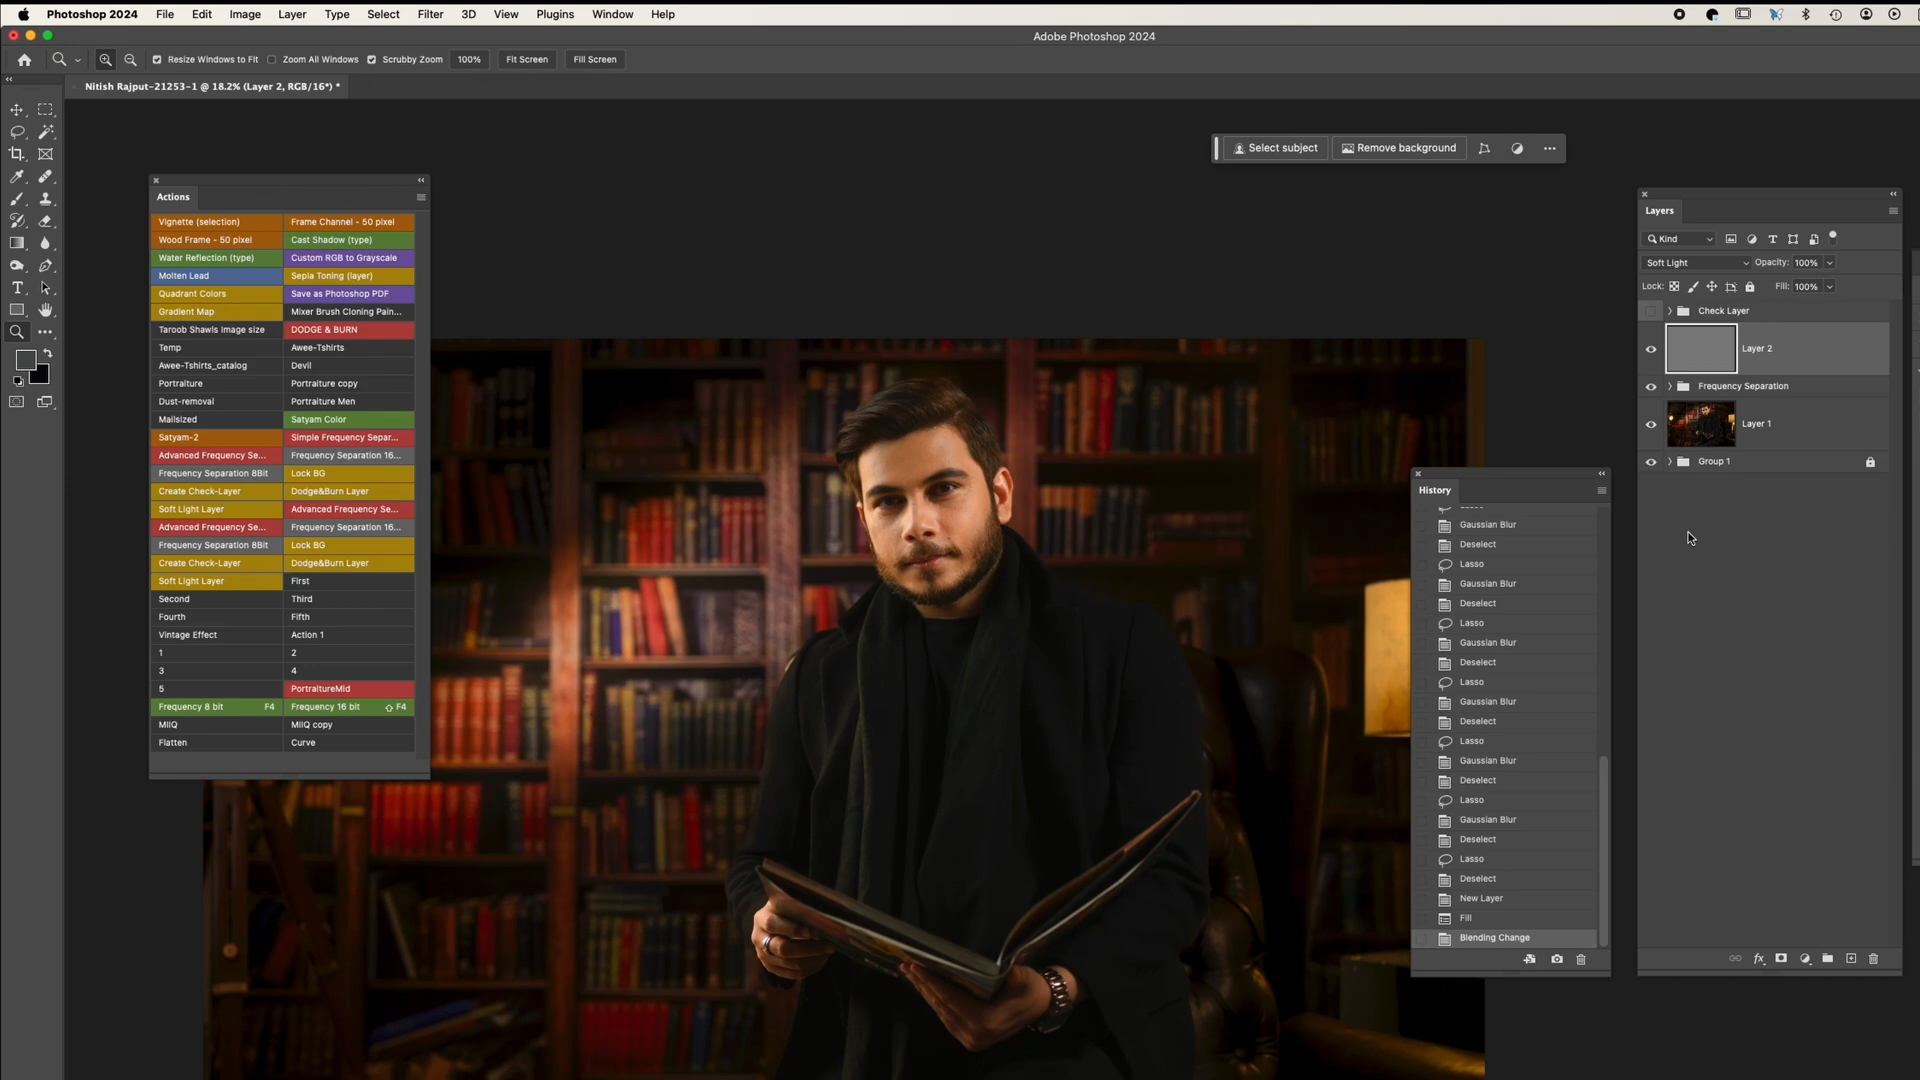 Photoshop 2024 File Edit Image Layer Type Select Filter 3D View Plugins Window Help
Adobe Photoshop 2024
Resize Windows to Fit Zoom All Windows Scrubby Zoom 100% Fit Screen Fill Screen
Nitish Rajput-21253-1 @ 18.2% (Layer 2, RGB/16*) *
Select subject Remove background
Actions
Vignette (selection) Frame Channel - 50 pixel
Wood Frame - 50 pixel Cast Shadow (type)
Water Reflection (type) Custom RGB to Grayscale
Molten Lead Sepia Toning (layer)
Quadrant Colors Save as Photoshop PDF
Gradient Map Mixer Brush Cloning Pain...
Taroob Shawls image size DODGE & BURN
Temp Awee-Tshirts
Awee-Tshirts_catalog Devil
Portraiture Portraiture copy
Dust-removal Portraiture Men
Mailsized Satyam Color
Satyam-2 Simple Frequency Separ...
Advanced Frequency Se... Frequency Separation 16...
Frequency Separation 8Bit Lock BG
Create Check-Layer Dodge&Burn Layer
Soft Light Layer Advanced Frequency Se...
Advanced Frequency Se... Frequency Separation 16...
Frequency Separation 8Bit Lock BG
Create Check-Layer Dodge&Burn Layer
Soft Light Layer First
Second Third
Fourth Fifth
Vintage Effect Action 1
1 2
3 4
5 PortraitureMid
Frequency 8 bit F4 Frequency 16 bit F4
MIIQ MIIQ copy
Flatten Curve
History
Gaussian Blur
Deselect
Lasso
Gaussian Blur
Deselect
Lasso
Gaussian Blur
Deselect
Lasso
Gaussian Blur
Deselect
Lasso
Gaussian Blur
Deselect
Lasso
Gaussian Blur
Deselect
Lasso
Deselect
New Layer
Fill
Blending Change
Layers
Kind
Soft Light Opacity: 100%
Lock: Fill: 100%
Check Layer
Layer 2
Frequency Separation
Layer 1
Group 1